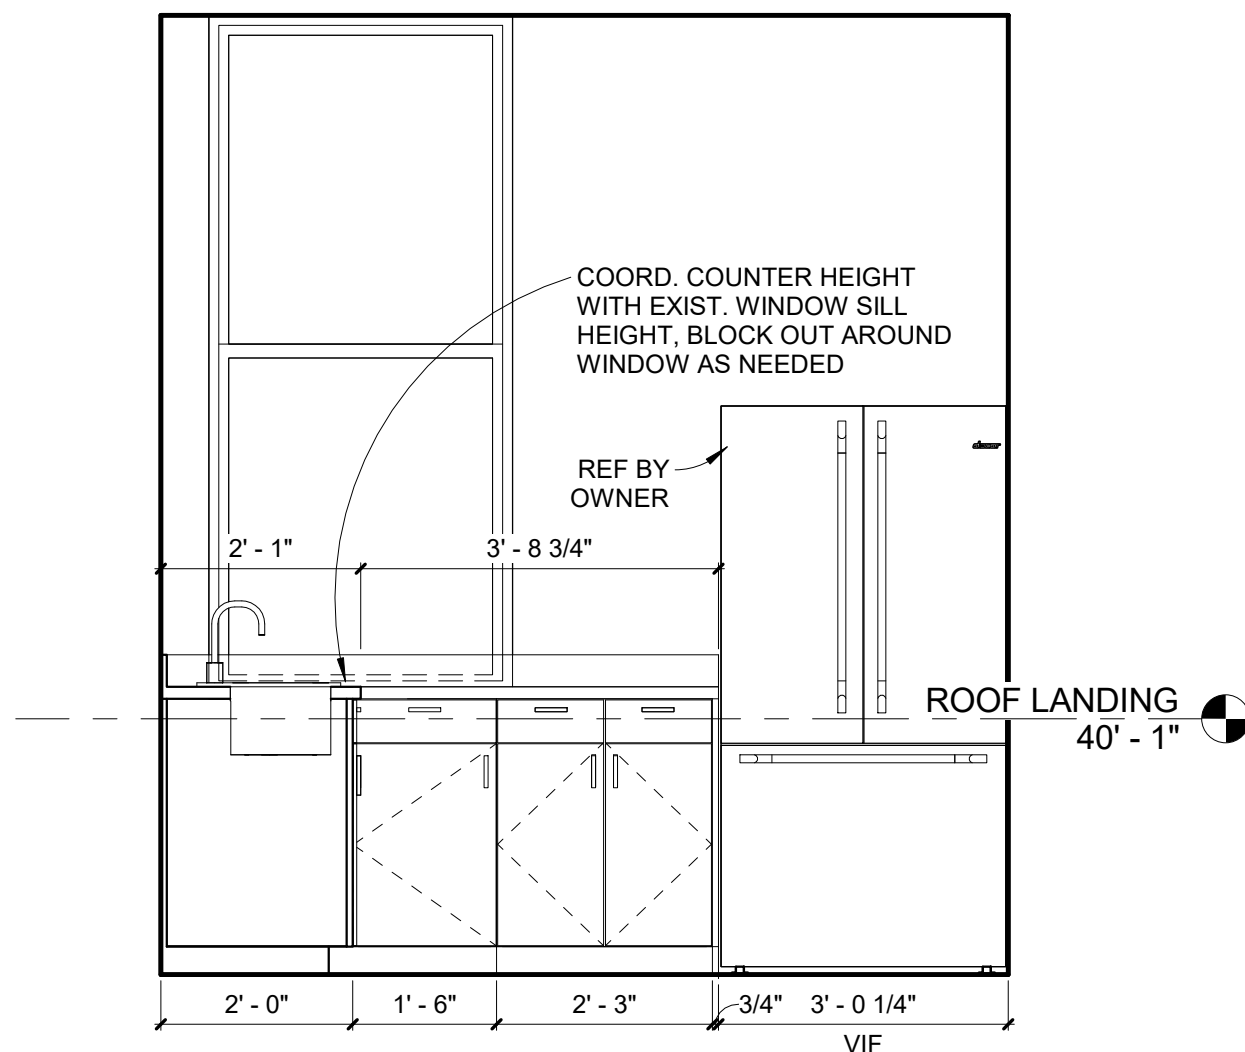 COORD. COUNTER HEIGHT
WITH EXIST. WINDOW SILL
HEIGHT, BLOCK OUT AROUND
WINDOW AS NEEDED
REF BY
OWNER
2' - 1"
3' - 8 3/4"
ROOF LANDING
40' - 1"
2' - 0"
1' - 6"
2' - 3"
3/4"
3' - 0 1/4"
VIF